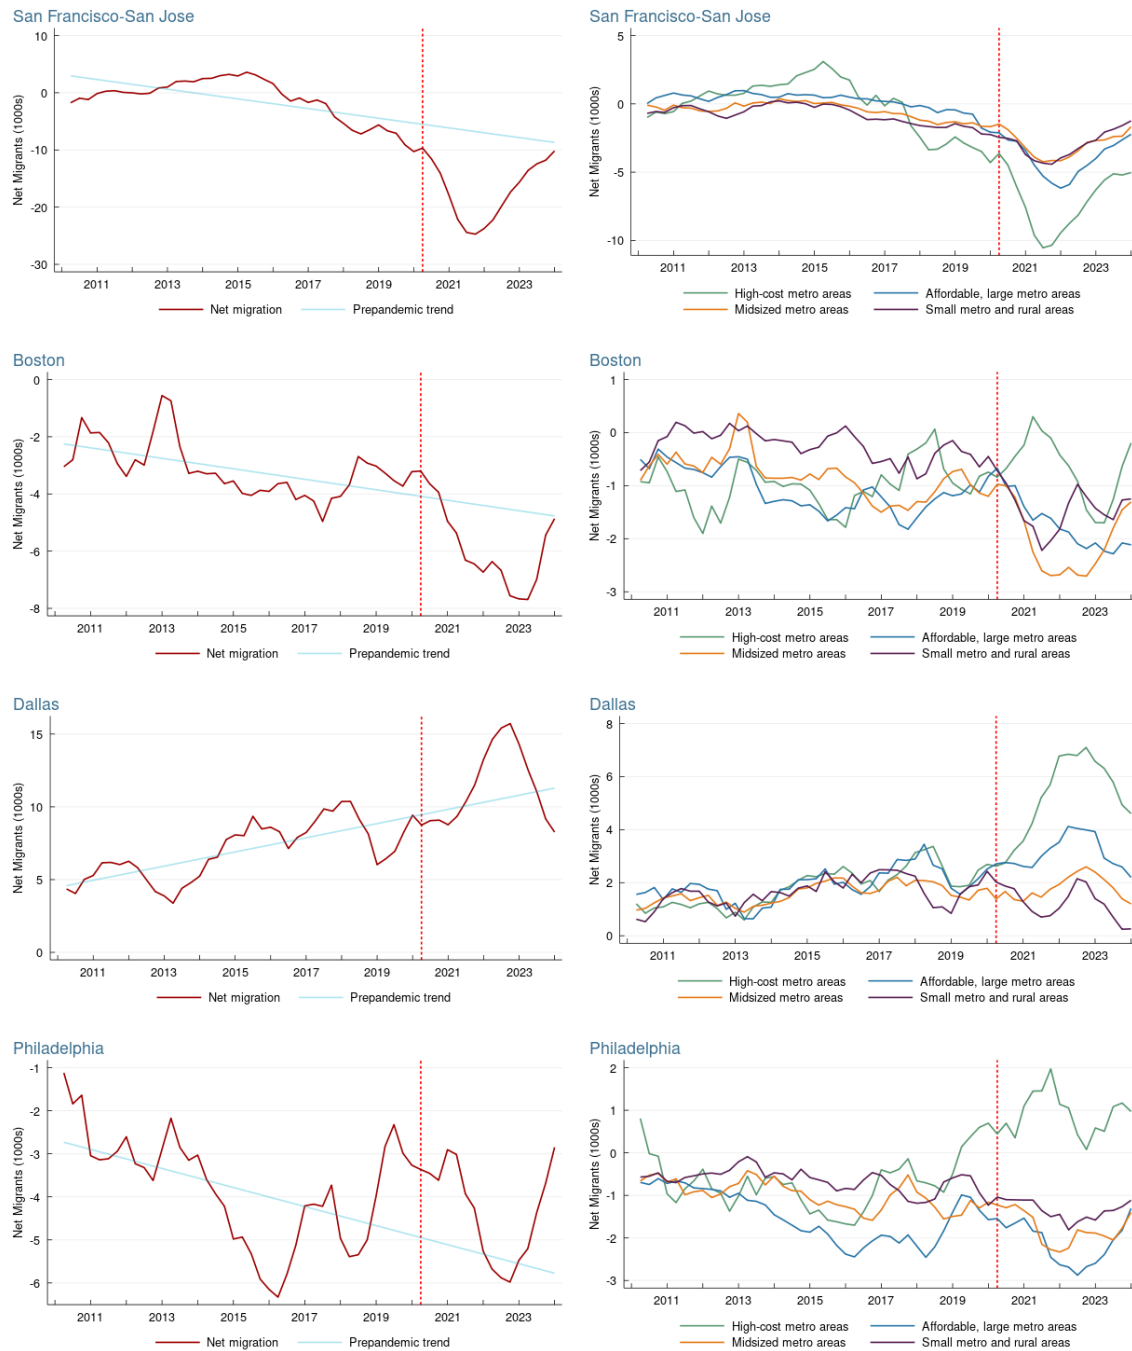 San Francisco-San Jose
Net Migrants (1000s)
10
0
-10
-20
-30
2011 2013 2015 2017 2019 2021 2023
Net migration Prepandemic trend
San Francisco-San Jose
Net Migrants (1000s)
5
0
-5
-10
2011 2013 2015 2017 2019 2021 2023
High-cost metro areas Affordable, large metro areas
Midsized metro areas Small metro and rural areas
Boston
Net Migrants (1000s)
0
-2
-4
-6
-8
2011 2013 2015 2017 2019 2021 2023
Net migration Prepandemic trend
Boston
Net Migrants (1000s)
1
0
-1
-2
-3
2011 2013 2015 2017 2019 2021 2023
High-cost metro areas Affordable, large metro areas
Midsized metro areas Small metro and rural areas
Dallas
Net Migrants (1000s)
15
10
5
0
2011 2013 2015 2017 2019 2021 2023
Net migration Prepandemic trend
Dallas
Net Migrants (1000s)
8
6
4
2
0
2011 2013 2015 2017 2019 2021 2023
High-cost metro areas Affordable, large metro areas
Midsized metro areas Small metro and rural areas
Philadelphia
Net Migrants (1000s)
-1
-2
-3
-4
-5
-6
2011 2013 2015 2017 2019 2021 2023
Net migration Prepandemic trend
Philadelphia
Net Migrants (1000s)
2
1
0
-1
-2
-3
2011 2013 2015 2017 2019 2021 2023
High-cost metro areas Affordable, large metro areas
Midsized metro areas Small metro and rural areas